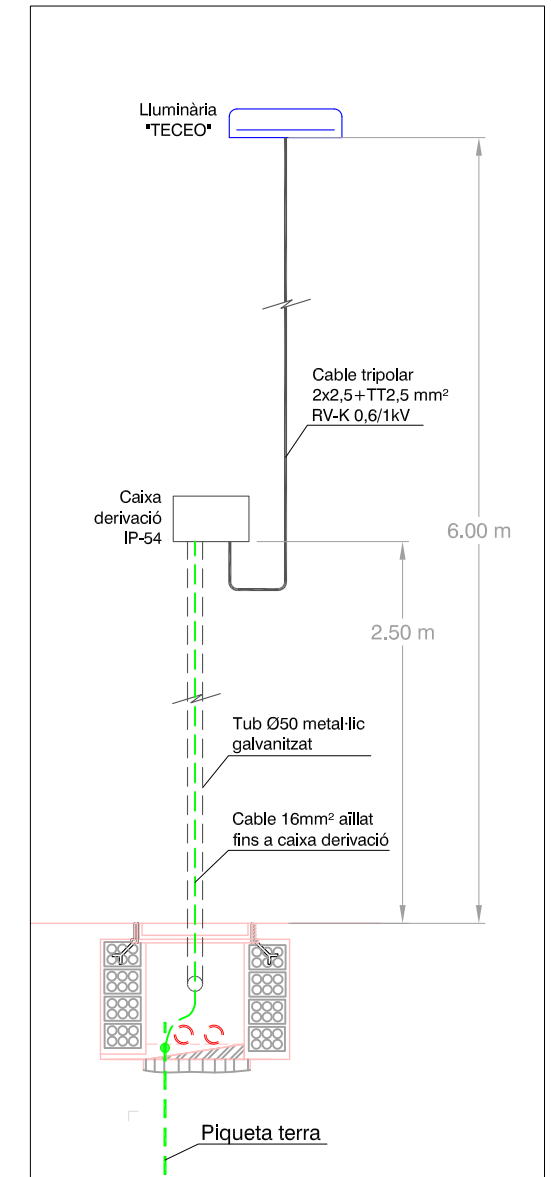 Lluminària
"TECEO"
Cable tripolar
2x2,5+TT2,5 mm²
RV-K 0,6/1kV
Caixa
derivació
IP-54
6.00 m
2.50 m
Tub Ø50 metal·lic
galvanitzat
Cable 16mm² aïllat
fins a caixa derivació
Piqueta terra